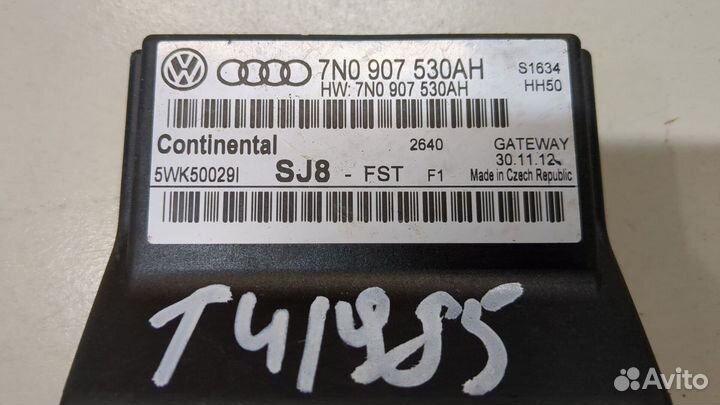 7N0 907 530AH S1634
HW: 7N0 907 530AH HH50
Continental 2640 GATEWAY
30.11.12
5WK50029I SJ8 - FST F1 Made in Czech Republic
T41985
Avito